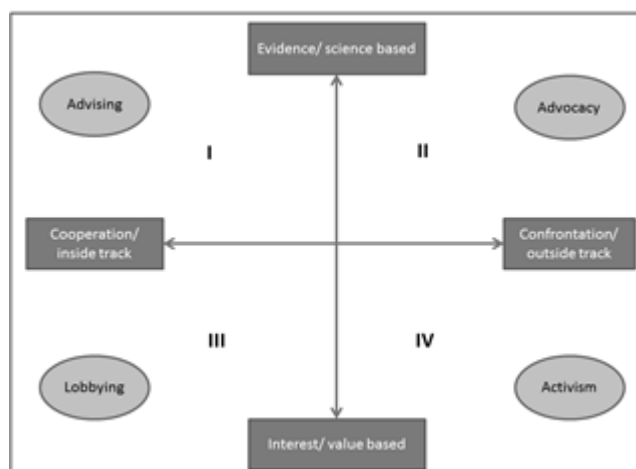 Evidence/ science based
Advising
Advocacy
I
II
Cooperation/
inside track
Confrontation/
outside track
III
IV
Lobbying
Activism
Interest/ value based